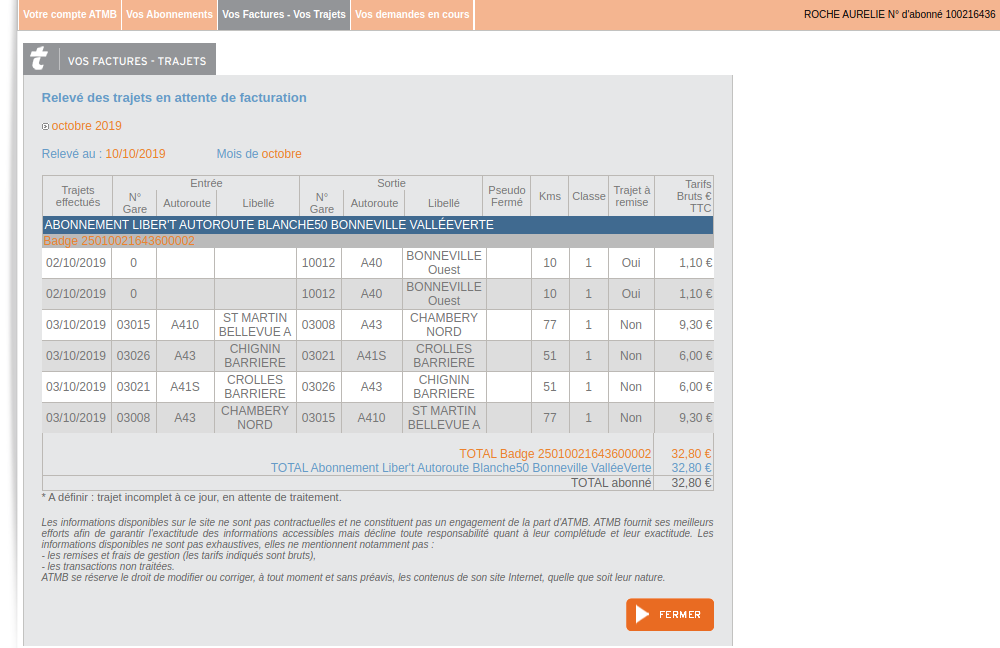 Votre compte ATMB Vos Abonnements Vos Factures - Vos Trajets Vos demandes en cours ROCHE AURELIE N° d'abonné 100216436
VOS FACTURES - TRAJETS
Relevé des trajets en attente de facturation
octobre 2019
Relevé au : 10/10/2019 Mois de octobre
Trajets effectués Entrée Sortie Pseudo Fermé Kms Classe Trajet à remise Tarifs Bruts € TTC
N° Gare Autoroute Libellé N° Gare Autoroute Libellé
ABONNEMENT LIBER'T AUTOROUTE BLANCHE50 BONNEVILLE VALLÉEVERTE
Badge 25010021643600002
02/10/2019 0 10012 A40 BONNEVILLE Ouest 10 1 Oui 1,10 €
02/10/2019 0 10012 A40 BONNEVILLE Ouest 10 1 Oui 1,10 €
03/10/2019 03015 A410 ST MARTIN BELLEVUE A 03008 A43 CHAMBERY NORD 77 1 Non 9,30 €
03/10/2019 03026 A43 CHIGNIN BARRIERE 03021 A41S CROLLES BARRIERE 51 1 Non 6,00 €
03/10/2019 03021 A41S CROLLES BARRIERE 03026 A43 CHIGNIN BARRIERE 51 1 Non 6,00 €
03/10/2019 03008 A43 CHAMBERY NORD 03015 A410 ST MARTIN BELLEVUE A 77 1 Non 9,30 €
TOTAL Badge 25010021643600002 32,80 €
TOTAL Abonnement Liber't Autoroute Blanche50 Bonneville ValléeVerte 32,80 €
TOTAL abonné 32,80 €
* A définir : trajet incomplet à ce jour, en attente de traitement.
Les informations disponibles sur le site ne sont pas contractuelles et ne constituent pas un engagement de la part d'ATMB. ATMB fournit ses meilleurs
efforts afin de garantir l'exactitude des informations accessibles mais décline toute responsabilité quant à leur complétude et leur exactitude. Les
informations disponibles ne sont pas exhaustives, elles ne mentionnent notamment pas :
- les remises et frais de gestion (les tarifs indiqués sont bruts),
- les transactions non traitées.
ATMB se réserve le droit de modifier ou corriger, à tout moment et sans préavis, les contenus de son site Internet, quelle que soit leur nature.
FERMER